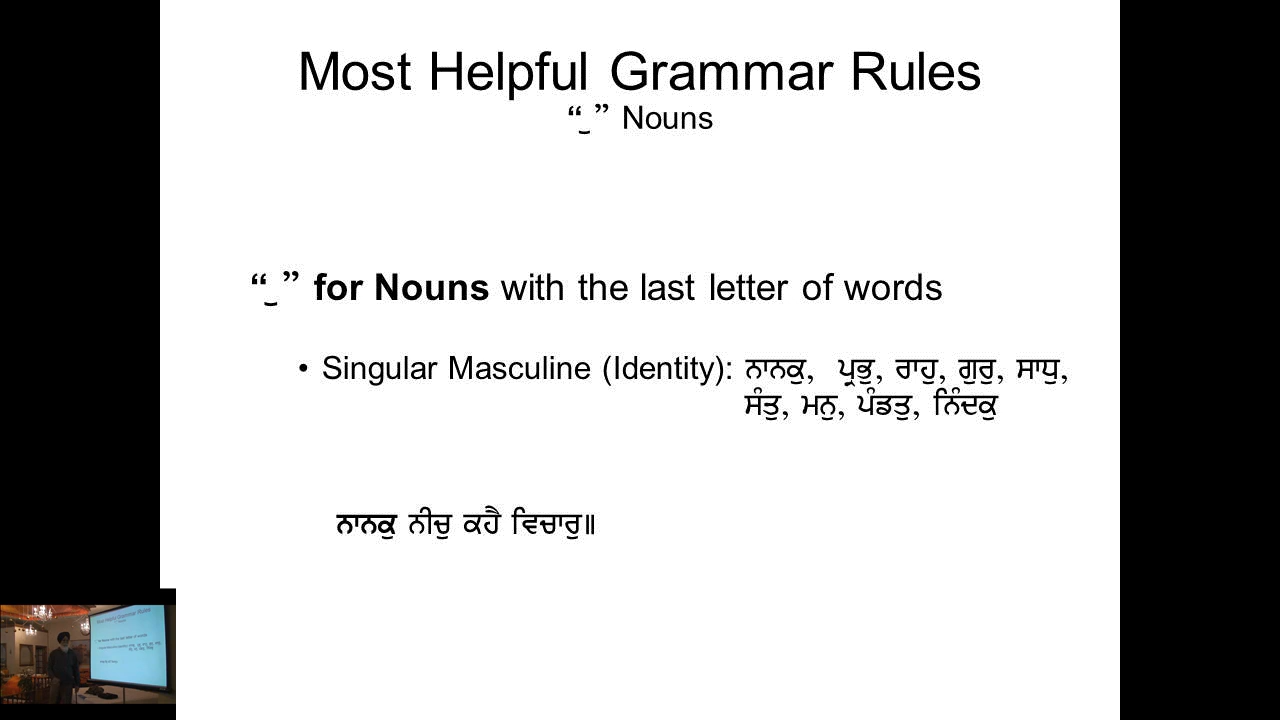 Most Helpful Grammar Rules
“ ੁ ” Nouns
“ ੁ ” for Nouns with the last letter of words
• Singular Masculine (Identity): ਨਾਨਕੁ, ਪ੍ਰਭੁ, ਰਾਹੁ, ਗੁਰੁ, ਸਾਧੁ,
ਸੰਤੁ, ਮਨੁ, ਪੰਡਤੁ, ਨਿੰਦਕੁ
ਨਾਨਕੁ ਨੀਚੁ ਕਹੈ ਵਿਚਾਰੁ॥